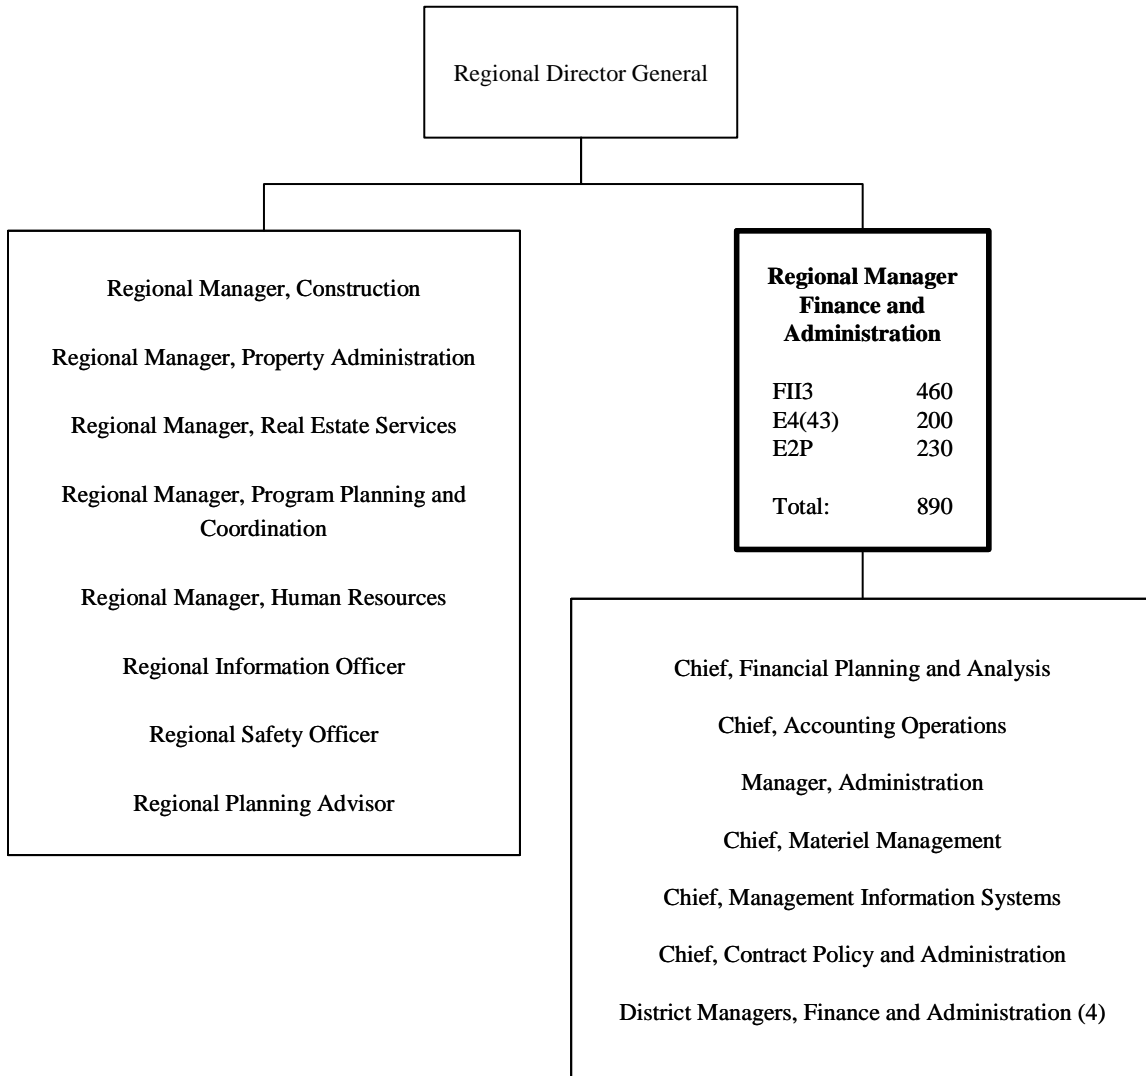 Regional Director General
Regional Manager, Construction
Regional Manager, Property Administration
Regional Manager, Real Estate Services
Regional Manager, Program Planning and
Coordination
Regional Manager, Human Resources
Regional Information Officer
Regional Safety Officer
Regional Planning Advisor
Regional Manager
Finance and
Administration
FII3 460
E4(43) 200
E2P 230
Total: 890
Chief, Financial Planning and Analysis
Chief, Accounting Operations
Manager, Administration
Chief, Materiel Management
Chief, Management Information Systems
Chief, Contract Policy and Administration
District Managers, Finance and Administration (4)